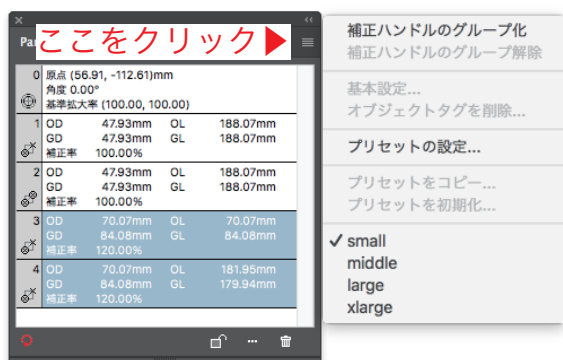 Par
ここをクリック
0 原点 (56.91, -112.61)mm
角度 0.00°
基準拡大率 (100.00, 100.00)
1 OD 47.93mm OL 188.07mm
GD 47.93mm GL 188.07mm
補正率 100.00%
2 OD 47.93mm OL 188.07mm
GD 47.93mm GL 188.07mm
補正率 100.00%
3 OD 70.07mm OL 70.07mm
GD 84.08mm GL 84.08mm
補正率 120.00%
4 OD 70.07mm OL 181.95mm
GD 84.08mm GL 179.94mm
補正率 120.00%
補正ハンドルのグループ化
補正ハンドルのグループ解除
基本設定...
オブジェクトタグを削除...
プリセットの設定...
プリセットをコピー...
プリセットを初期化...
✓ small
middle
large
xlarge